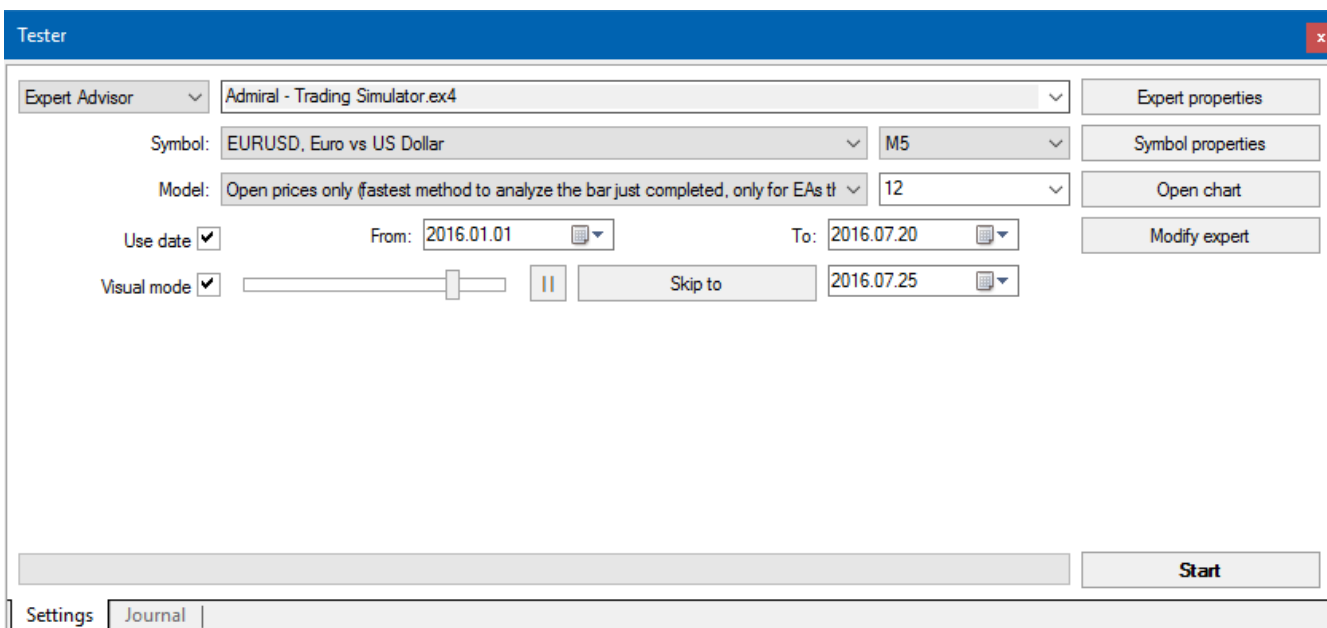 Tester x
Expert Advisor Admiral - Trading Simulator.ex4 Expert properties
Symbol: EURUSD, Euro vs US Dollar M5 Symbol properties
Model: Open prices only (fastest method to analyze the bar just completed, only for EAs 12 Open chart
Use date From: 2016.01.01 To: 2016.07.20 Modify expert
Visual mode Skip to 2016.07.25
Start
Settings Journal